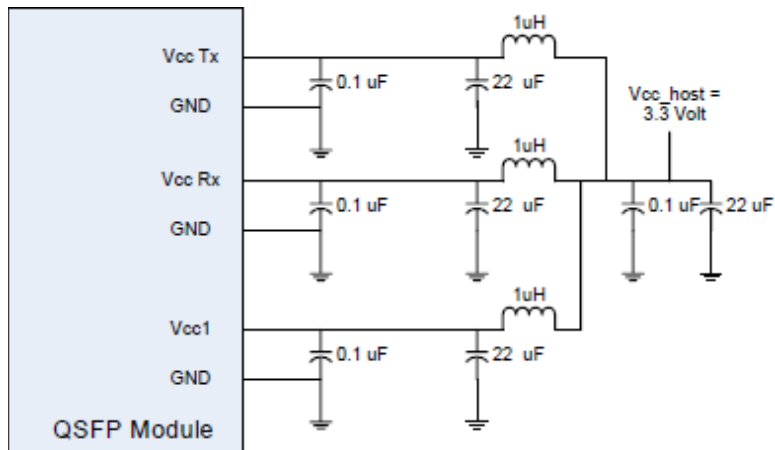 1uH
Vcc Tx
0.1 uF
22 uF
GND
Vcc_host =
3.3 Volt
1uH
Vcc Rx
0.1 uF
22 uF
0.1 uF
22 uF
GND
1uH
Vcc1
0.1 uF
22 uF
GND
QSFP Module